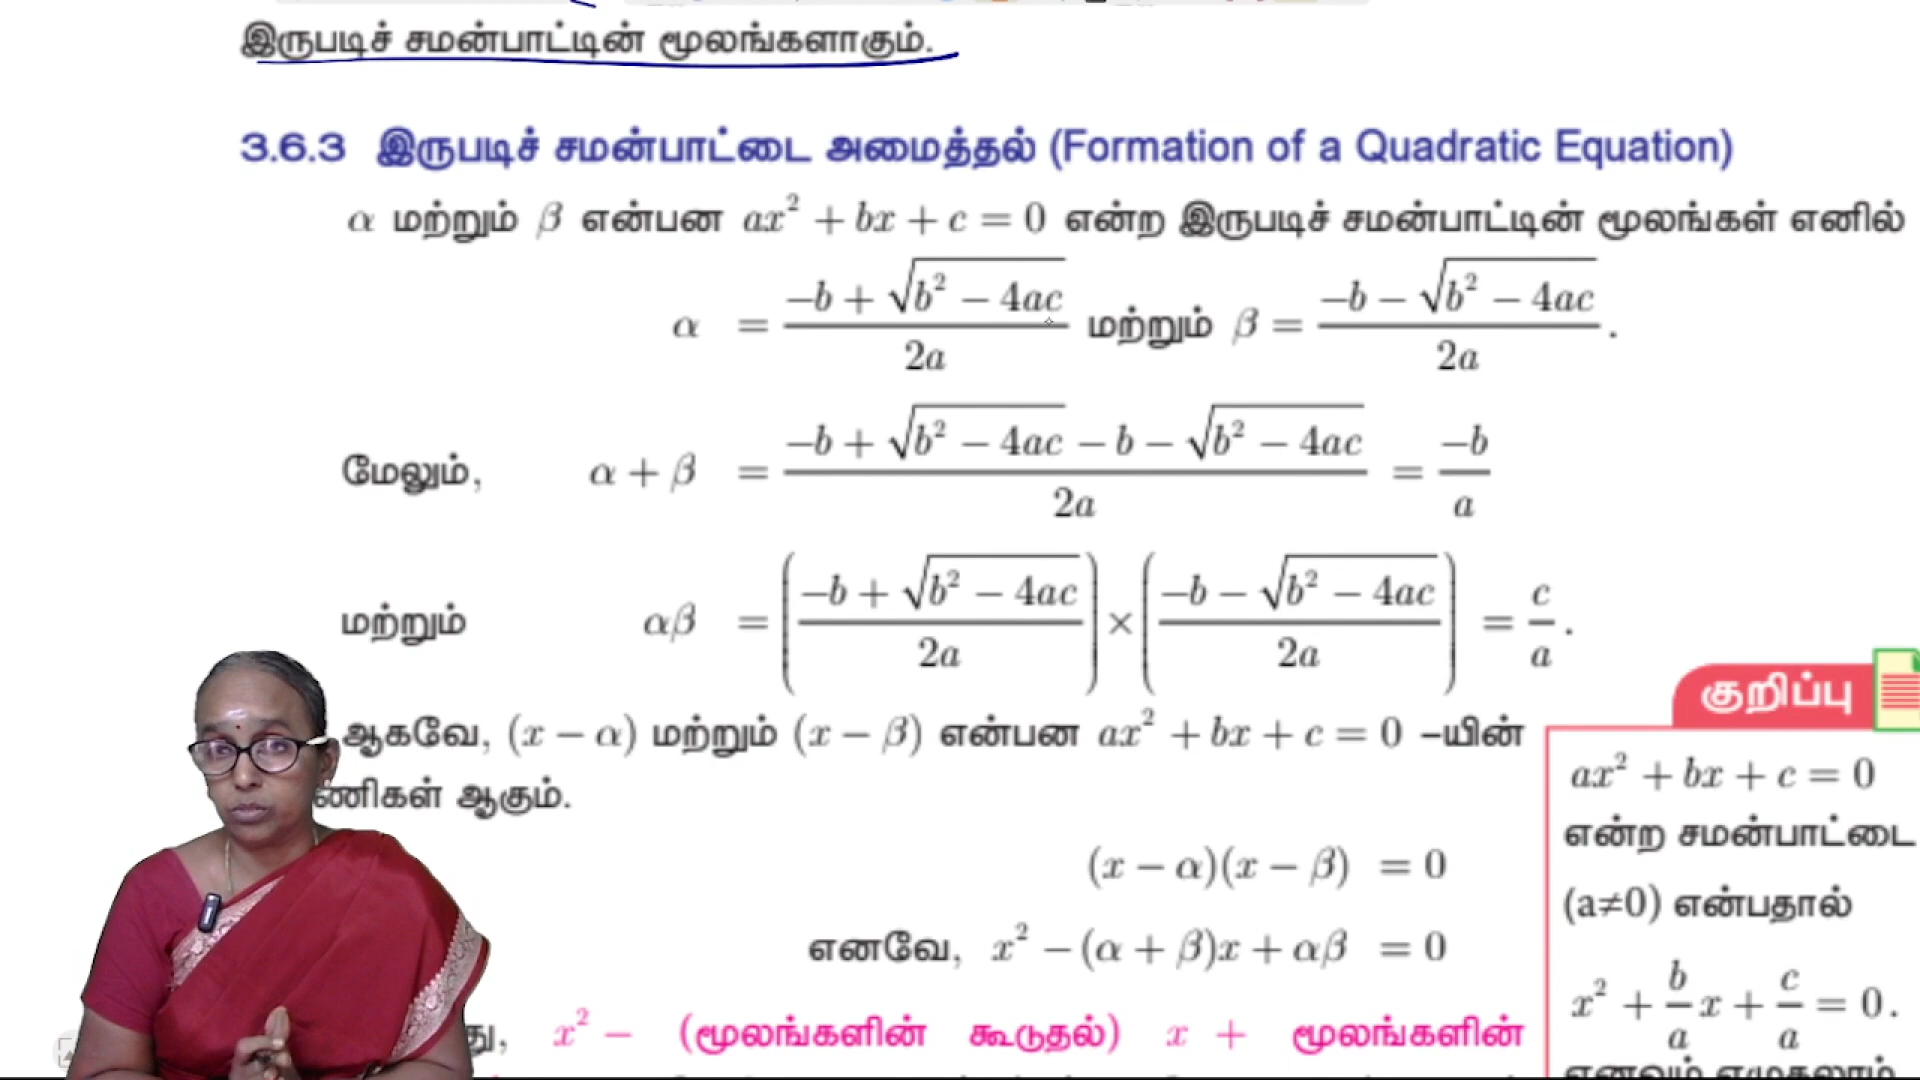 இருபடிச் சமன்பாட்டின் மூலங்களாகும்.
3.6.3 இருபடிச் சமன்பாட்டை அமைத்தல் (Formation of a Quadratic Equation)
α மற்றும் β என்பன ax² + bx + c = 0 என்ற இருபடிச் சமன்பாட்டின் மூலங்கள் எனில்
α = (−b + √(b² − 4ac)) / 2a மற்றும் β = (−b − √(b² − 4ac)) / 2a .
மேலும், α + β = (−b + √(b² − 4ac) − b − √(b² − 4ac)) / 2a = −b / a
மற்றும் αβ = ((−b + √(b² − 4ac)) / 2a) × ((−b − √(b² − 4ac)) / 2a) = c / a .
ஆகவே, (x − α) மற்றும் (x − β) என்பன ax² + bx + c = 0 –யின்
ணிகள் ஆகும்.
(x − α)(x − β) = 0
எனவே, x² − (α + β)x + αβ = 0
து, x² − (மூலங்களின் கூடுதல்) x + மூலங்களின்
குறிப்பு
ax² + bx + c = 0
என்ற சமன்பாட்டை
(a≠0) என்பதால்
x² + b/a x + c/a = 0 .
எனவும் எழுதலாம்